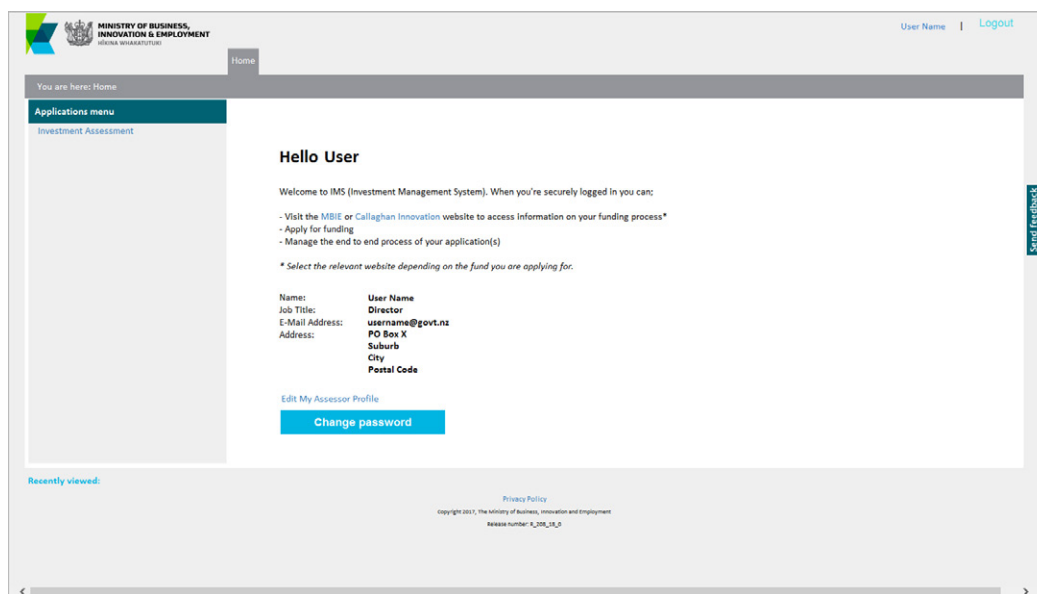 MINISTRY OF BUSINESS,
INNOVATION & EMPLOYMENT
HĪKINA WHAKATUTUKI
User Name | Logout
Home
You are here: Home
Applications menu
Investment Assessment
Hello User
Welcome to IMS (Investment Management System). When you're securely logged in you can;
- Visit the MBIE or Callaghan Innovation website to access information on your funding process*
- Apply for funding
- Manage the end to end process of your application(s)
* Select the relevant website depending on the fund you are applying for.
Name: User Name
Job Title: Director
E-Mail Address: username@govt.nz
Address: PO Box X
Suburb
City
Postal Code
Edit My Assessor Profile
Change password
Send feedback
Recently viewed:
Privacy Policy
Copyright 2017, The Ministry of Business, Innovation and Employment
Release number: R_208_18_0